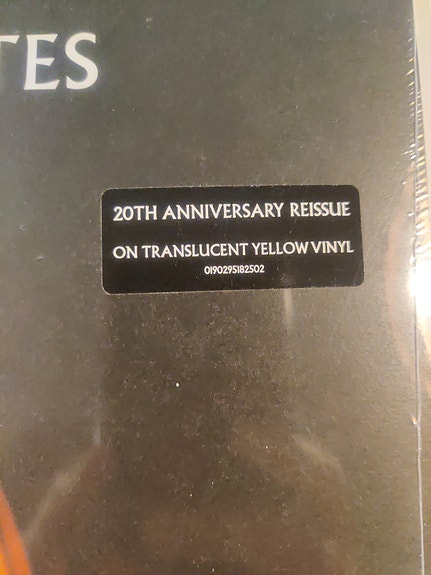 TES
20TH ANNIVERSARY REISSUE
ON TRANSLUCENT YELLOW VINYL
0190295182502